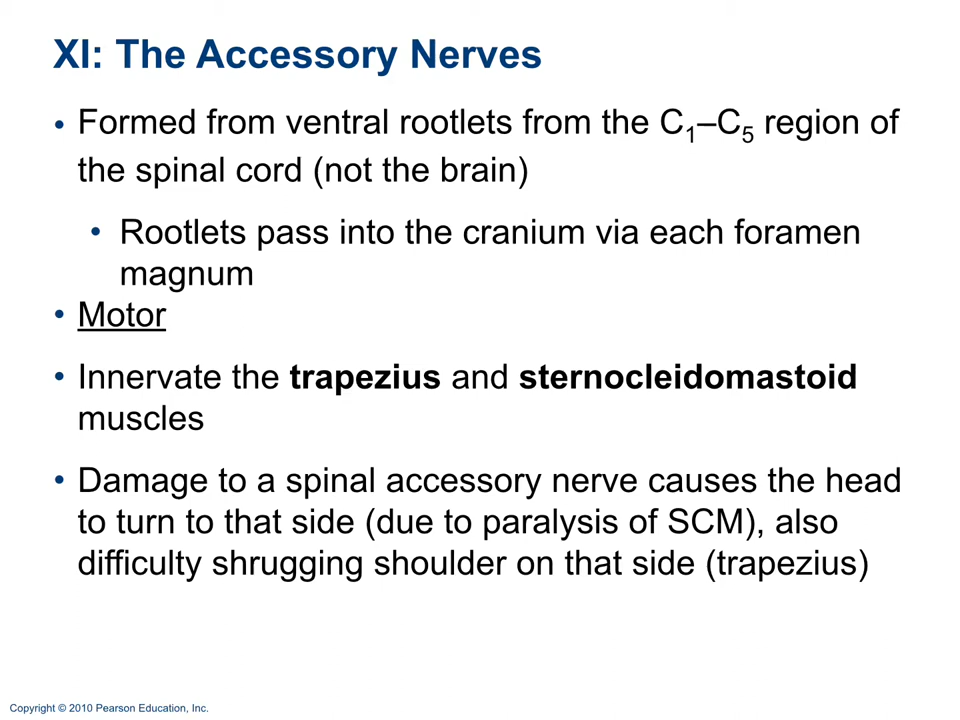 XI: The Accessory Nerves
• Formed from ventral rootlets from the C₁–C₅ region of
the spinal cord (not the brain)
• Rootlets pass into the cranium via each foramen
magnum
• Motor
• Innervate the trapezius and sternocleidomastoid
muscles
• Damage to a spinal accessory nerve causes the head
to turn to that side (due to paralysis of SCM), also
difficulty shrugging shoulder on that side (trapezius)
Copyright © 2010 Pearson Education, Inc.